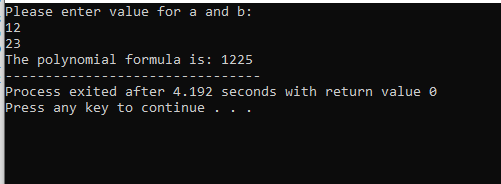 Please enter value for a and b:
12
23
The polynomial formula is: 1225
--------------------------------
Process exited after 4.192 seconds with return value 0
Press any key to continue . . .